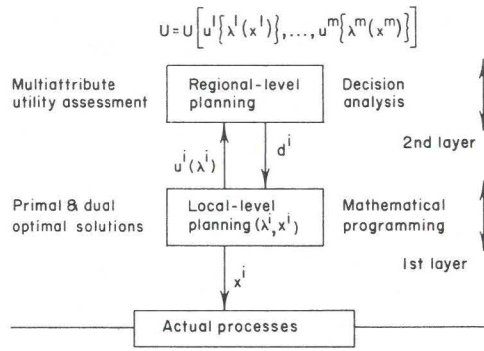 U = U [u¹{λ¹(x¹)},..., uᵐ{λᵐ(xᵐ)}]
Multiattribute
utility assessment
Regional-level
planning
Decision
analysis
2nd layer
uⁱ(λⁱ)
dⁱ
Primal & dual
optimal solutions
Local-level
planning(λⁱ,xⁱ)
Mathematical
programming
1st layer
xⁱ
Actual processes